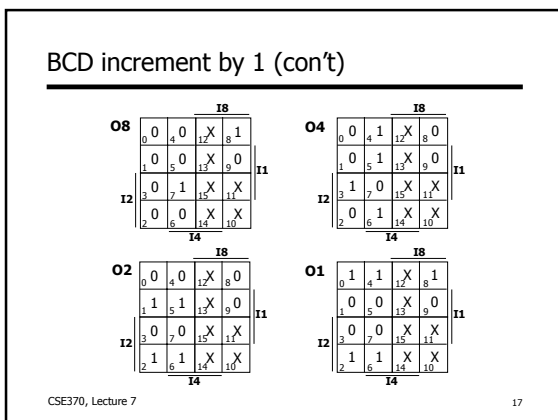 BCD increment by 1 (con't)
I8 I8
O8 0 0 4 0 12 X 8 1 O4 0 0 4 1 12 X 8 0
1 0 5 0 13 X 9 0 I1 1 0 5 1 13 X 9 0 I1
I2 3 0 7 1 15 X 11 X I2 3 1 7 0 15 X 11 X
2 0 6 0 14 X 10 X 2 0 6 1 14 X 10 X
I4 I4
I8 I8
O2 0 0 4 0 12 X 8 0 O1 0 1 4 1 12 X 8 1
1 1 5 1 13 X 9 0 I1 1 0 5 0 13 X 9 0 I1
I2 3 0 7 0 15 X 11 X I2 3 0 7 0 15 X 11 X
2 1 6 1 14 X 10 X 2 1 6 1 14 X 10 X
I4 I4
CSE370, Lecture 7 17